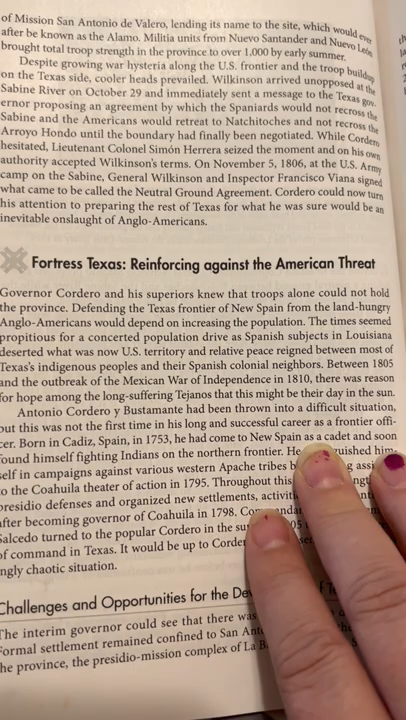 of Mission San Antonio de Valero, lending its name to the site, which would ever
after be known as the Alamo. Militia units from Nuevo Santander and Nuevo León
brought total troop strength in the province to over 1,000 by early summer.
Despite growing war hysteria along the U.S. frontier and the troop buildup
on the Texas side, cooler heads prevailed. Wilkinson arrived unopposed at the
Sabine River on October 29 and immediately sent a message to the Texas gov-
ernor proposing an agreement by which the Spaniards would not recross the
Sabine and the Americans would retreat to Natchitoches and not recross the
Arroyo Hondo until the boundary had finally been negotiated. While Cordero
hesitated, Lieutenant Colonel Simón Herrera seized the moment and on his own
authority accepted Wilkinson's terms. On November 5, 1806, at the U.S. Army
camp on the Sabine, General Wilkinson and Inspector Francisco Viana signed
what came to be called the Neutral Ground Agreement. Cordero could now turn
his attention to preparing the rest of Texas for what he was sure would be an
inevitable onslaught of Anglo-Americans.
Fortress Texas: Reinforcing against the American Threat
Governor Cordero and his superiors knew that troops alone could not hold
the province. Defending the Texas frontier of New Spain from the land-hungry
Anglo-Americans would depend on increasing the population. The times seemed
propitious for a concerted population drive as Spanish subjects in Louisiana
deserted what was now U.S. territory and relative peace reigned between most of
Texas's indigenous peoples and their Spanish colonial neighbors. Between 1805
and the outbreak of the Mexican War of Independence in 1810, there was reason
for hope among the long-suffering Tejanos that this might be their day in the sun.
Antonio Cordero y Bustamante had been thrown into a difficult situation,
but this was not the first time in his long and successful career as a frontier offi-
cer. Born in Cadiz, Spain, in 1753, he had come to New Spain as a cadet and soon
found himself fighting Indians on the northern frontier. He uished him-
self in campaigns against various western Apache tribes b g assi
to the Coahuila theater of action in 1795. Throughout this
presidio defenses and organized new settlements, activiti
after becoming governor of Coahuila in 1798. Com andan
Salcedo turned to the popular Cordero in the su 05
of command in Texas. It would be up to Corder
ngly chaotic situation.
Challenges and Opportunities for the De of T
The interim governor could see that there was
Formal settlement remained confined to San Ant the
he province, the presidio-mission complex of La B